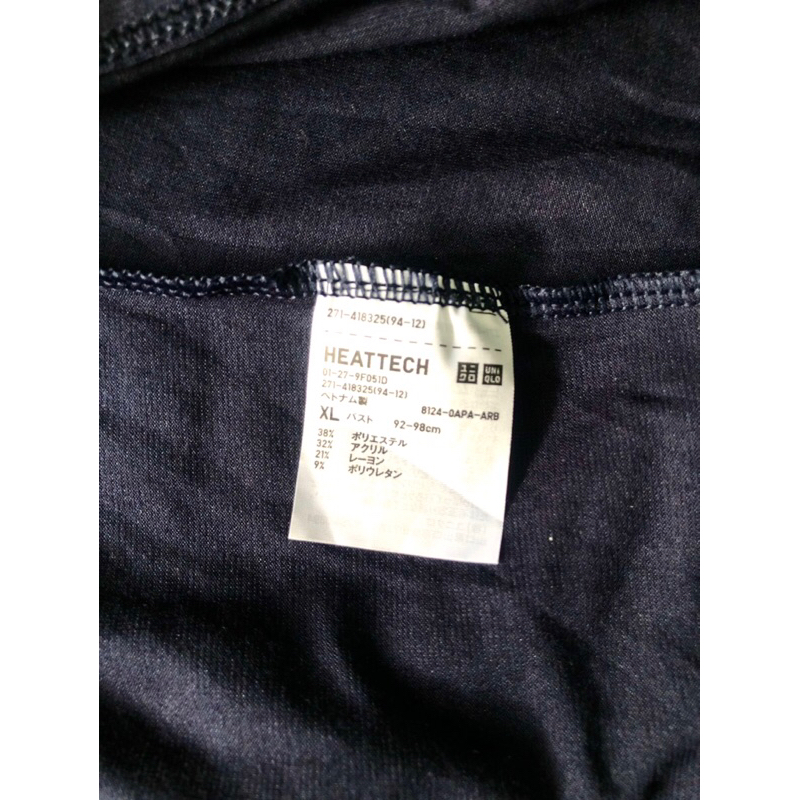 271-418325(94-12)
HEATTECH
ユニクロ UNIQLO
01-27-9F051D
271-418325(94-12)
ベトナム製
8124-0APA-ARB
XL バスト 92-98cm
38% ポリエステル
32% アクリル
21% レーヨン
9% ポリウレタン